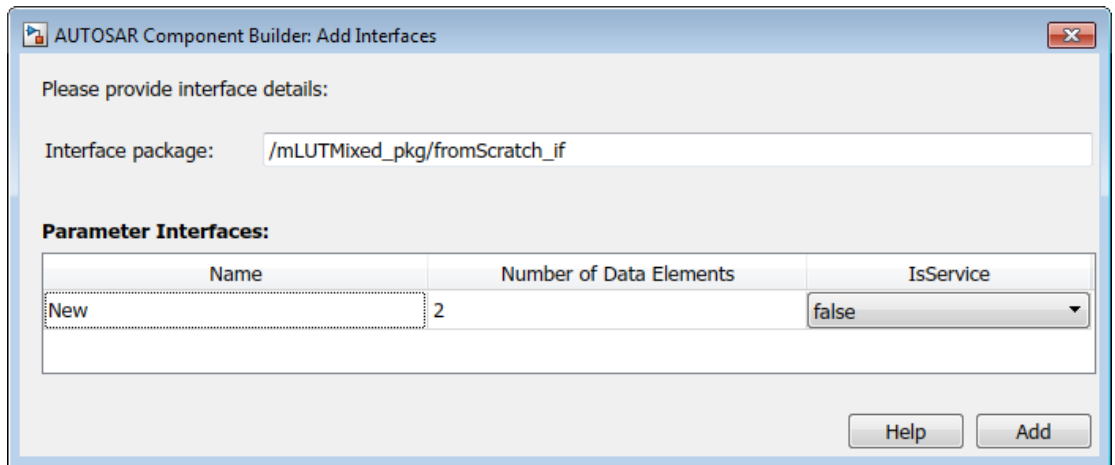 AUTOSAR Component Builder: Add Interfaces
Please provide interface details:
Interface package: /mLUTMixed_pkg/fromScratch_if
Parameter Interfaces:
Name Number of Data Elements IsService
New 2 false
Help Add